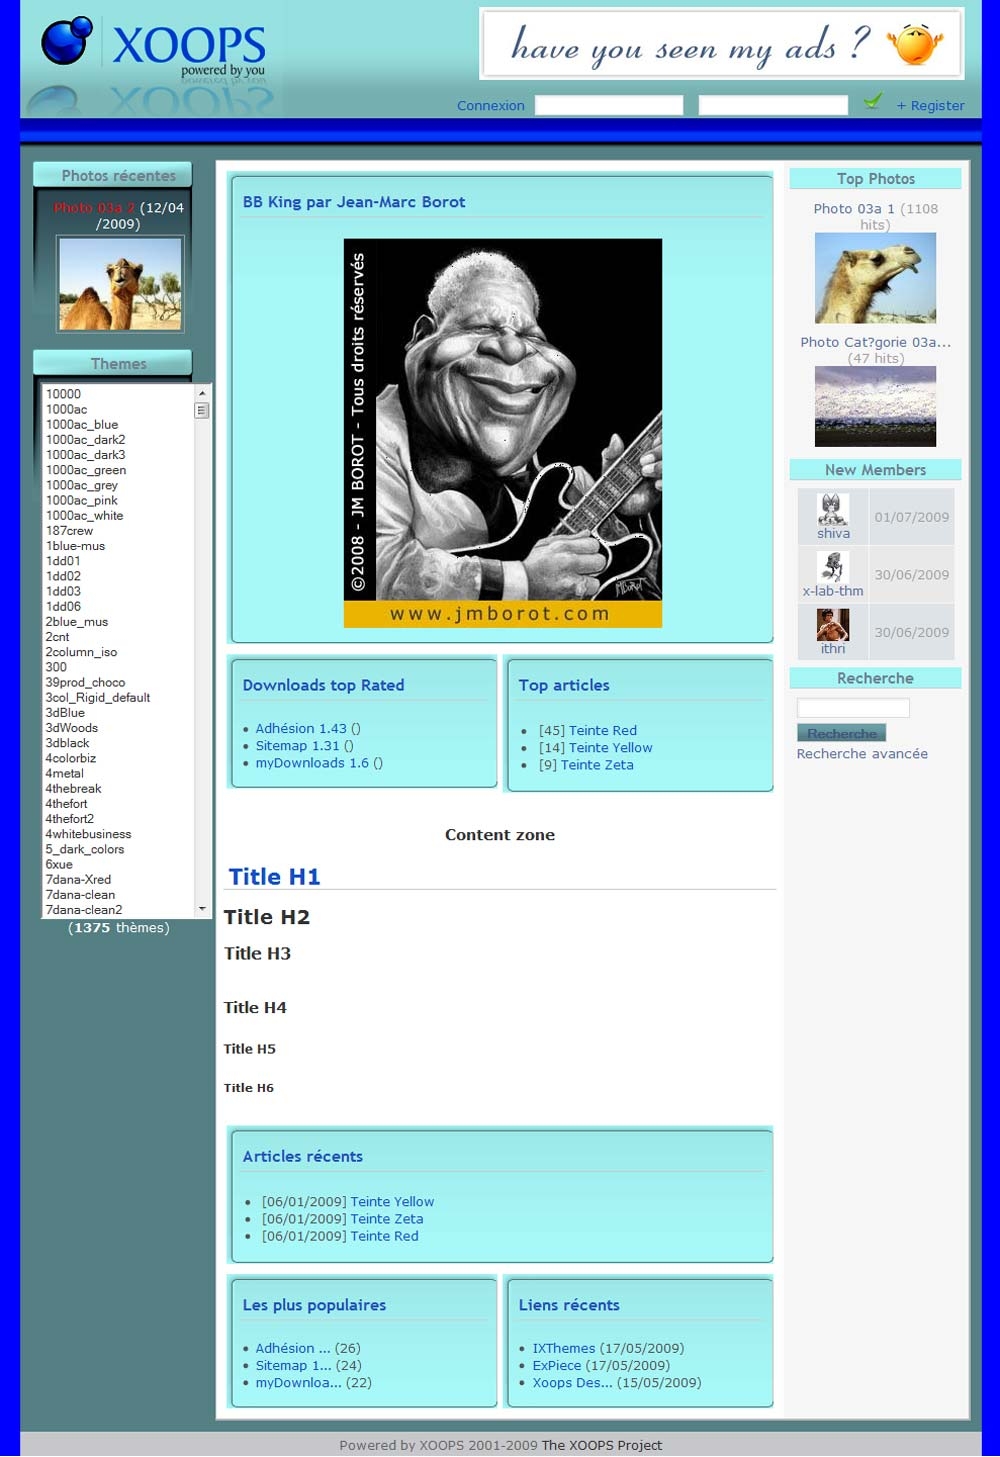 XOOPS
powered by you
have you seen my ads ?
Connexion
+ Register
Photos récentes
Photo 03a 2 (12/04
/2009)
Themes
10000
1000ac
1000ac_blue
1000ac_dark2
1000ac_dark3
1000ac_green
1000ac_grey
1000ac_pink
1000ac_white
187crew
1blue-mus
1dd01
1dd02
1dd03
1dd06
2blue_mus
2cnt
2column_iso
300
39prod_choco
3col_Rigid_default
3dBlue
3dWoods
3dblack
4colorbiz
4metal
4thebreak
4thefort
4thefort2
4whitebusiness
5_dark_colors
6xue
7dana-Xred
7dana-clean
7dana-clean2
(1375 thèmes)
BB King par Jean-Marc Borot
©2008 - JM BOROT - Tous droits réservés
JMBorot
www.jmborot.com
Downloads top Rated
Adhésion 1.43 ()
Sitemap 1.31 ()
myDownloads 1.6 ()
Top articles
[45] Teinte Red
[14] Teinte Yellow
[9] Teinte Zeta
Content zone
Title H1
Title H2
Title H3
Title H4
Title H5
Title H6
Articles récents
[06/01/2009] Teinte Yellow
[06/01/2009] Teinte Zeta
[06/01/2009] Teinte Red
Les plus populaires
Adhésion ... (26)
Sitemap 1... (24)
myDownloa... (22)
Liens récents
IXThemes (17/05/2009)
ExPiece (17/05/2009)
Xoops Des... (15/05/2009)
Top Photos
Photo 03a 1 (1108
hits)
Photo Cat?gorie 03a...
(47 hits)
New Members
shiva 01/07/2009
x-lab-thm 30/06/2009
ithri 30/06/2009
Recherche
Recherche
Recherche avancée
Powered by XOOPS 2001-2009 The XOOPS Project